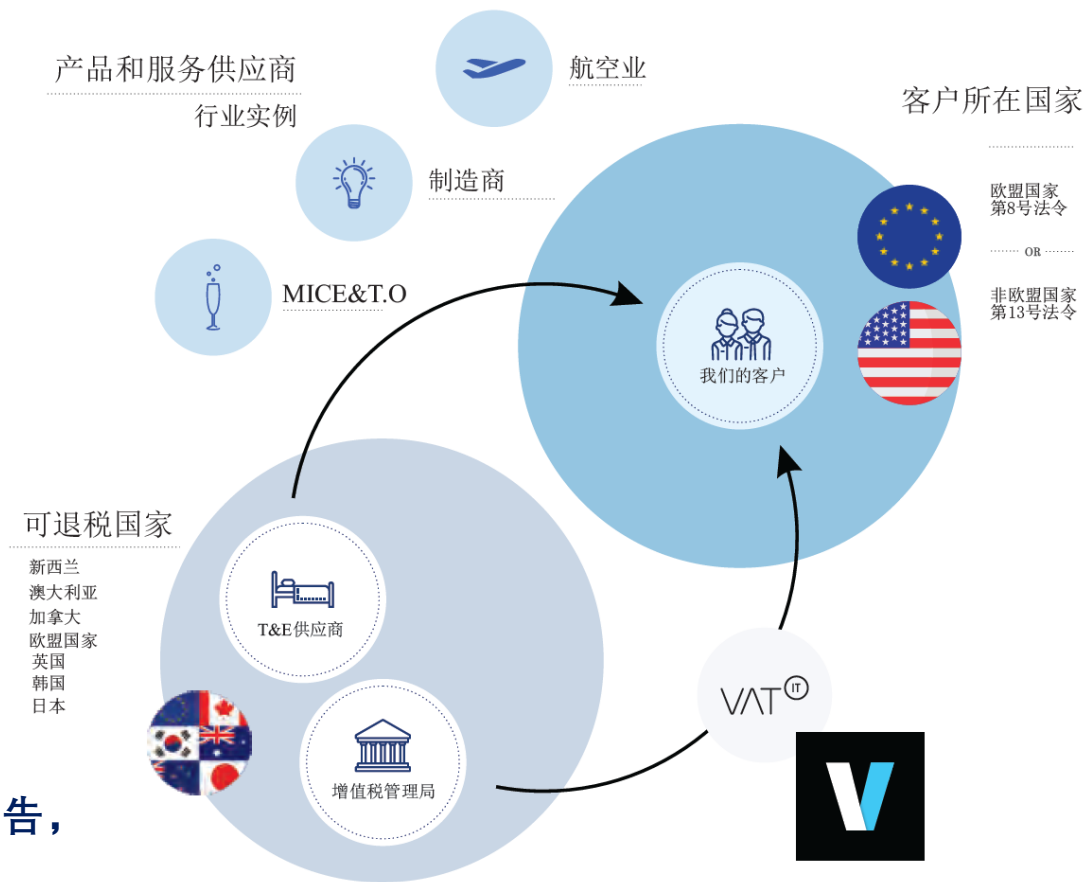 产品和服务供应商
行业实例
航空业
制造商
MICE&T.O
客户所在国家
欧盟国家
第8号法令
OR
非欧盟国家
第13号法令
我们的客户
可退税国家
新西兰
澳大利亚
加拿大
欧盟国家
英国
韩国
日本
T&E供应商
增值税管理局
VAT IT
告，